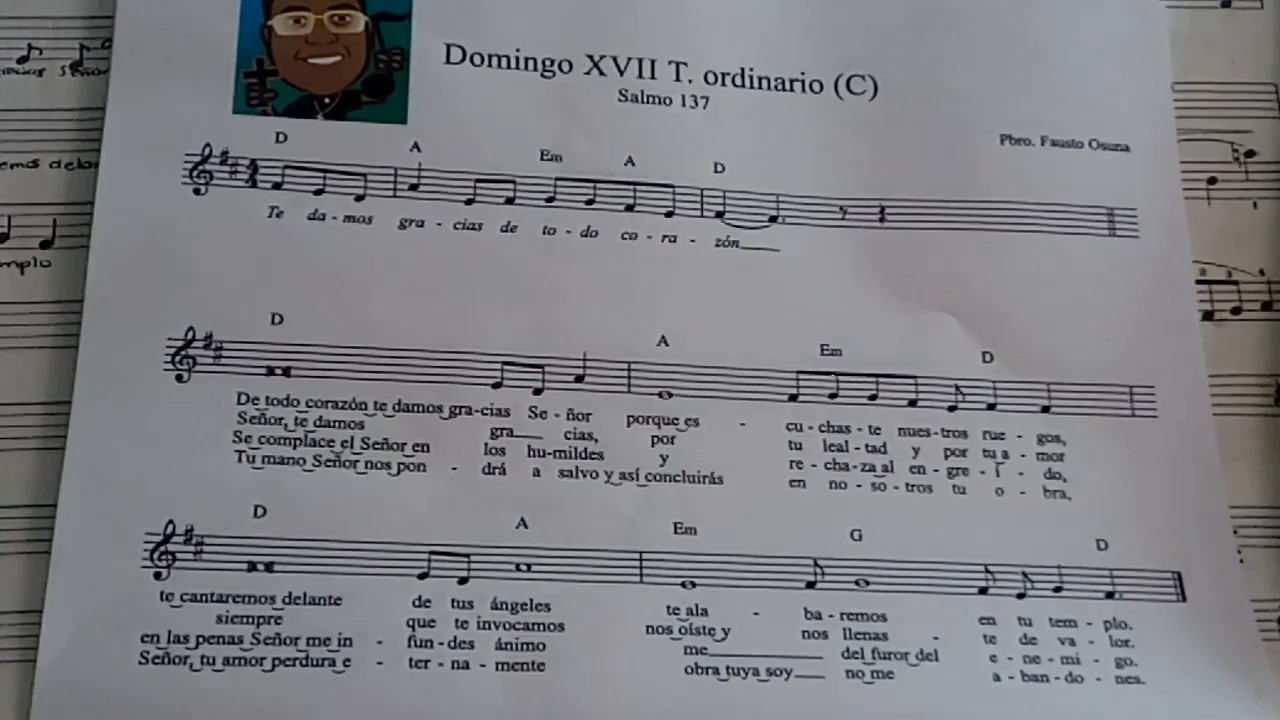 Domingo XVII T. ordinario (C)
Salmo 137
Pbro. Fausto Osuna
D A Em A D
Te da - mos gra - cias de to - do co - ra - zón
D A Em D
De todo corazón te damos gra-cias Se - ñor porque es - cu - chas - te nues-tros rue - gos,
Señor, te damos gra cias, por tu leal - tad y por tu a - mor
Se complace el Señor en los hu-mildes y re - cha-za al en - gre - í - do,
Tu mano Señor nos pon - drá a salvo y así concluirás en no - so - tros tu o - bra,
D A Em G D
te cantaremos delante de tus ángeles te ala - ba - remos en tu tem - plo.
siempre que te invocamos nos oíste y nos llenas - te de va - lor.
en las penas Señor me in - fun - des ánimo me del furor del e - ne - mi - go.
Señor, tu amor perdura e - ter - na - mente obra tuya soy no me a - ban - do - nes.
emos delan
mplo